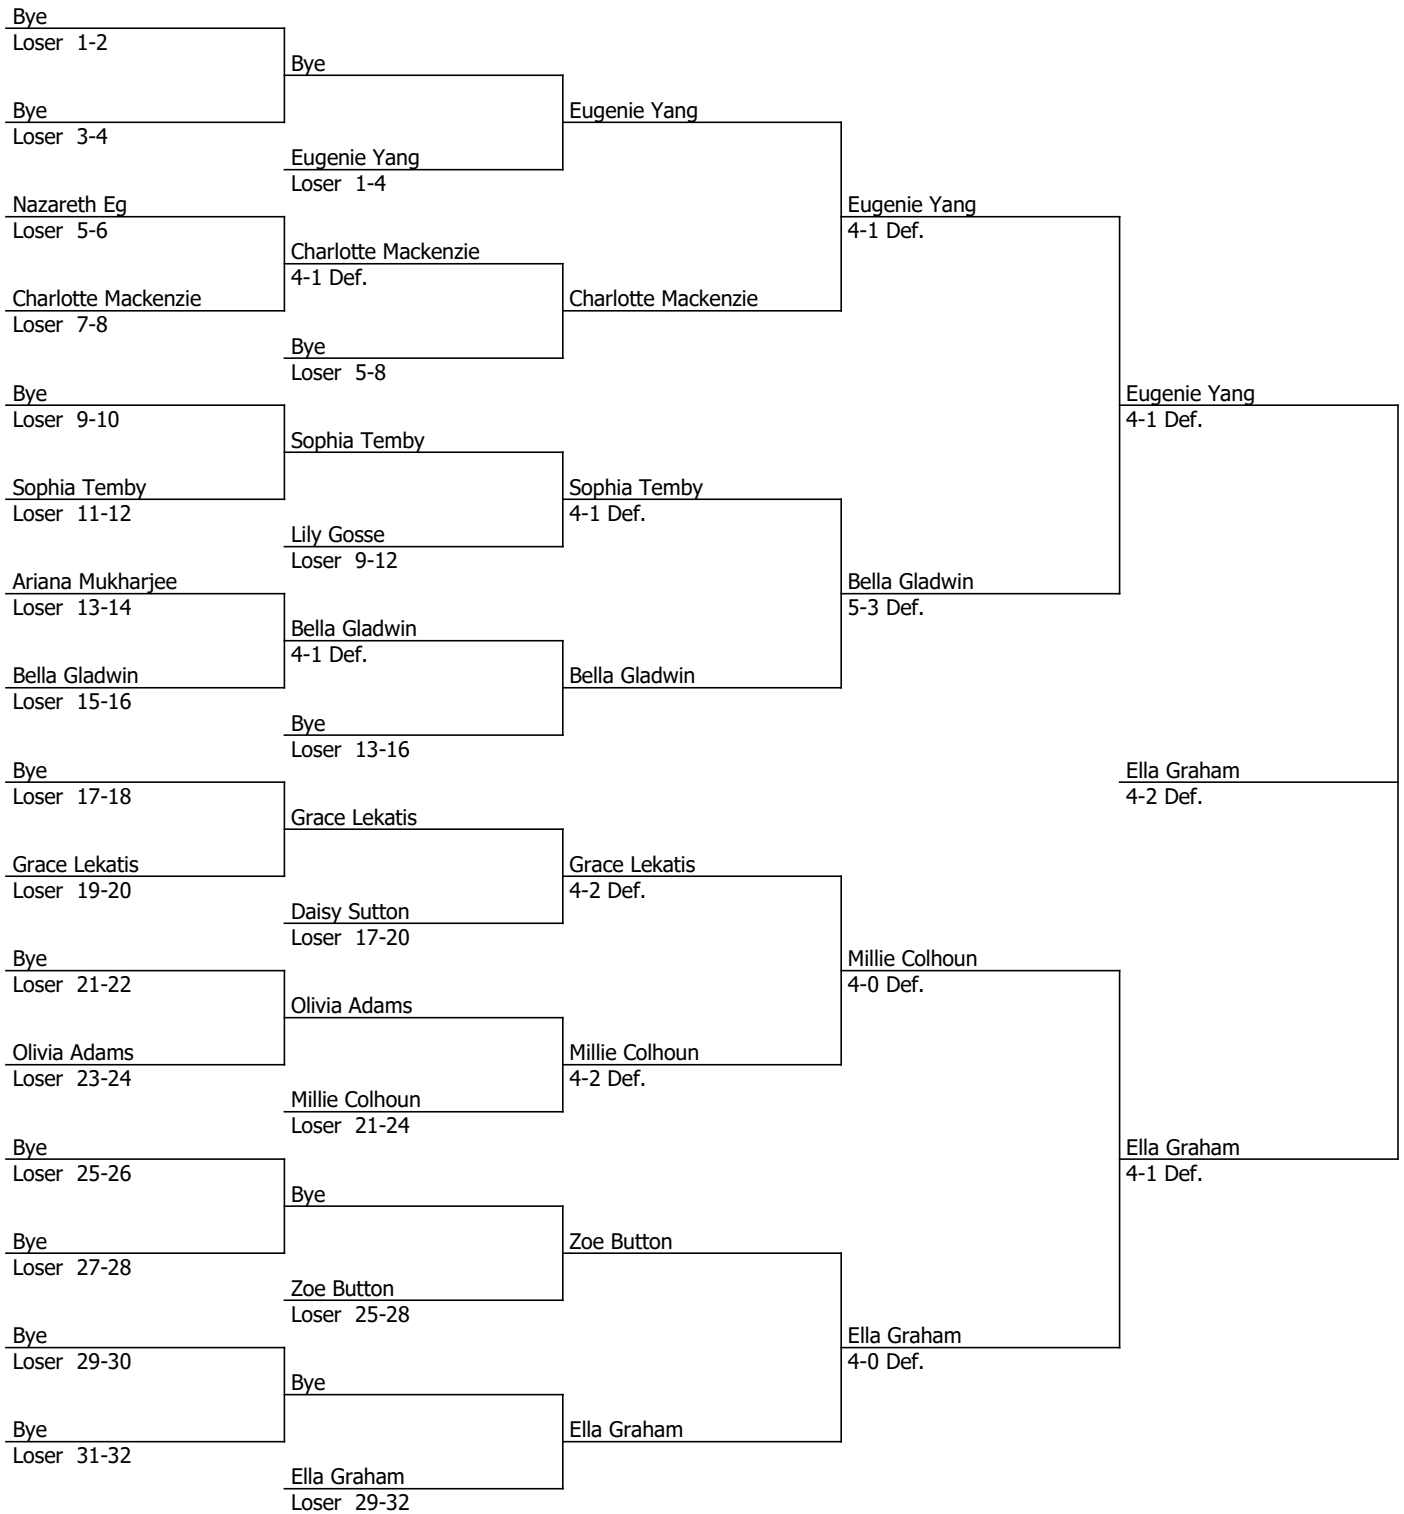 Bye
Loser 1-2
Bye
Bye
Loser 3-4
Eugenie Yang
Eugenie Yang
Loser 1-4
Nazareth Eg
Loser 5-6
Eugenie Yang
4-1 Def.
Charlotte Mackenzie
4-1 Def.
Charlotte Mackenzie
Loser 7-8
Charlotte Mackenzie
Bye
Loser 5-8
Bye
Loser 9-10
Eugenie Yang
4-1 Def.
Sophia Temby
Sophia Temby
Loser 11-12
Sophia Temby
4-1 Def.
Lily Gosse
Loser 9-12
Ariana Mukharjee
Loser 13-14
Bella Gladwin
5-3 Def.
Bella Gladwin
4-1 Def.
Bella Gladwin
Loser 15-16
Bella Gladwin
Bye
Loser 13-16
Bye
Loser 17-18
Ella Graham
4-2 Def.
Grace Lekatis
Grace Lekatis
Loser 19-20
Grace Lekatis
4-2 Def.
Daisy Sutton
Loser 17-20
Bye
Loser 21-22
Millie Colhoun
4-0 Def.
Olivia Adams
Olivia Adams
Loser 23-24
Millie Colhoun
4-2 Def.
Millie Colhoun
Loser 21-24
Bye
Loser 25-26
Ella Graham
4-1 Def.
Bye
Bye
Loser 27-28
Zoe Button
Zoe Button
Loser 25-28
Bye
Loser 29-30
Ella Graham
4-0 Def.
Bye
Bye
Loser 31-32
Ella Graham
Ella Graham
Loser 29-32